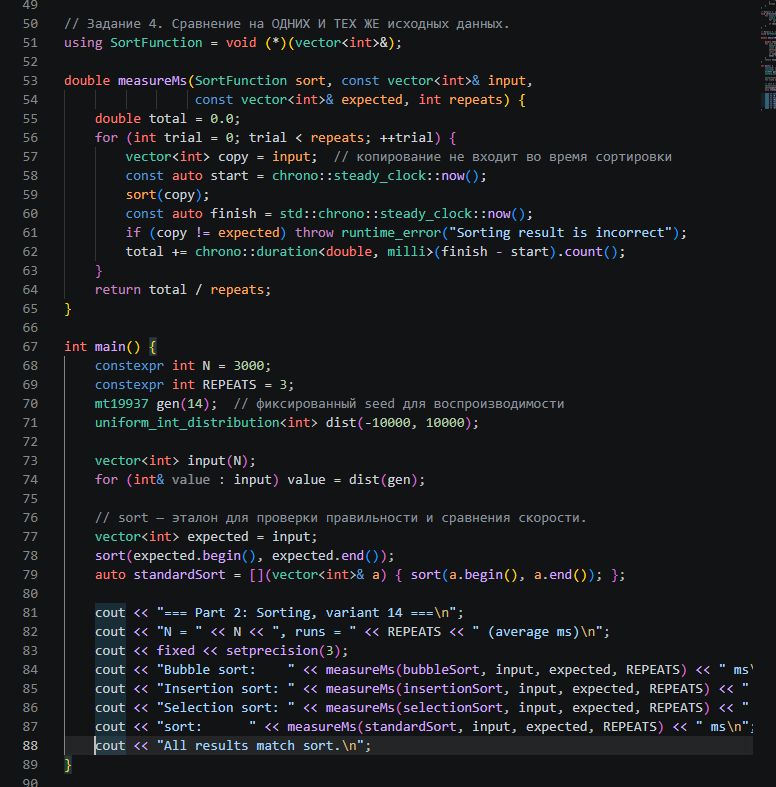 49
50 // Задание 4. Сравнение на ОДНИХ И ТЕХ ЖЕ исходных данных.
51 using SortFunction = void (*)(vector<int>&);
52
53 double measureMs(SortFunction sort, const vector<int>& input,
54                  const vector<int>& expected, int repeats) {
55     double total = 0.0;
56     for (int trial = 0; trial < repeats; ++trial) {
57         vector<int> copy = input;  // копирование не входит во время сортировки
58         const auto start = chrono::steady_clock::now();
59         sort(copy);
60         const auto finish = std::chrono::steady_clock::now();
61         if (copy != expected) throw runtime_error("Sorting result is incorrect");
62         total += chrono::duration<double, milli>(finish - start).count();
63     }
64     return total / repeats;
65 }
66
67 int main() {
68     constexpr int N = 3000;
69     constexpr int REPEATS = 3;
70     mt19937 gen(14);  // фиксированный seed для воспроизводимости
71     uniform_int_distribution<int> dist(-10000, 10000);
72
73     vector<int> input(N);
74     for (int& value : input) value = dist(gen);
75
76     // sort — эталон для проверки правильности и сравнения скорости.
77     vector<int> expected = input;
78     sort(expected.begin(), expected.end());
79     auto standardSort = [](vector<int>& a) { sort(a.begin(), a.end()); };
80
81     cout << "=== Part 2: Sorting, variant 14 ===\n";
82     cout << "N = " << N << ", runs = " << REPEATS << " (average ms)\n";
83     cout << fixed << setprecision(3);
84     cout << "Bubble sort:    " << measureMs(bubbleSort, input, expected, REPEATS) << " ms\
85     cout << "Insertion sort: " << measureMs(insertionSort, input, expected, REPEATS) << "
86     cout << "Selection sort: " << measureMs(selectionSort, input, expected, REPEATS) << "
87     cout << "sort:      " << measureMs(standardSort, input, expected, REPEATS) << " ms\n";
88     cout << "All results match sort.\n";
89 }
90